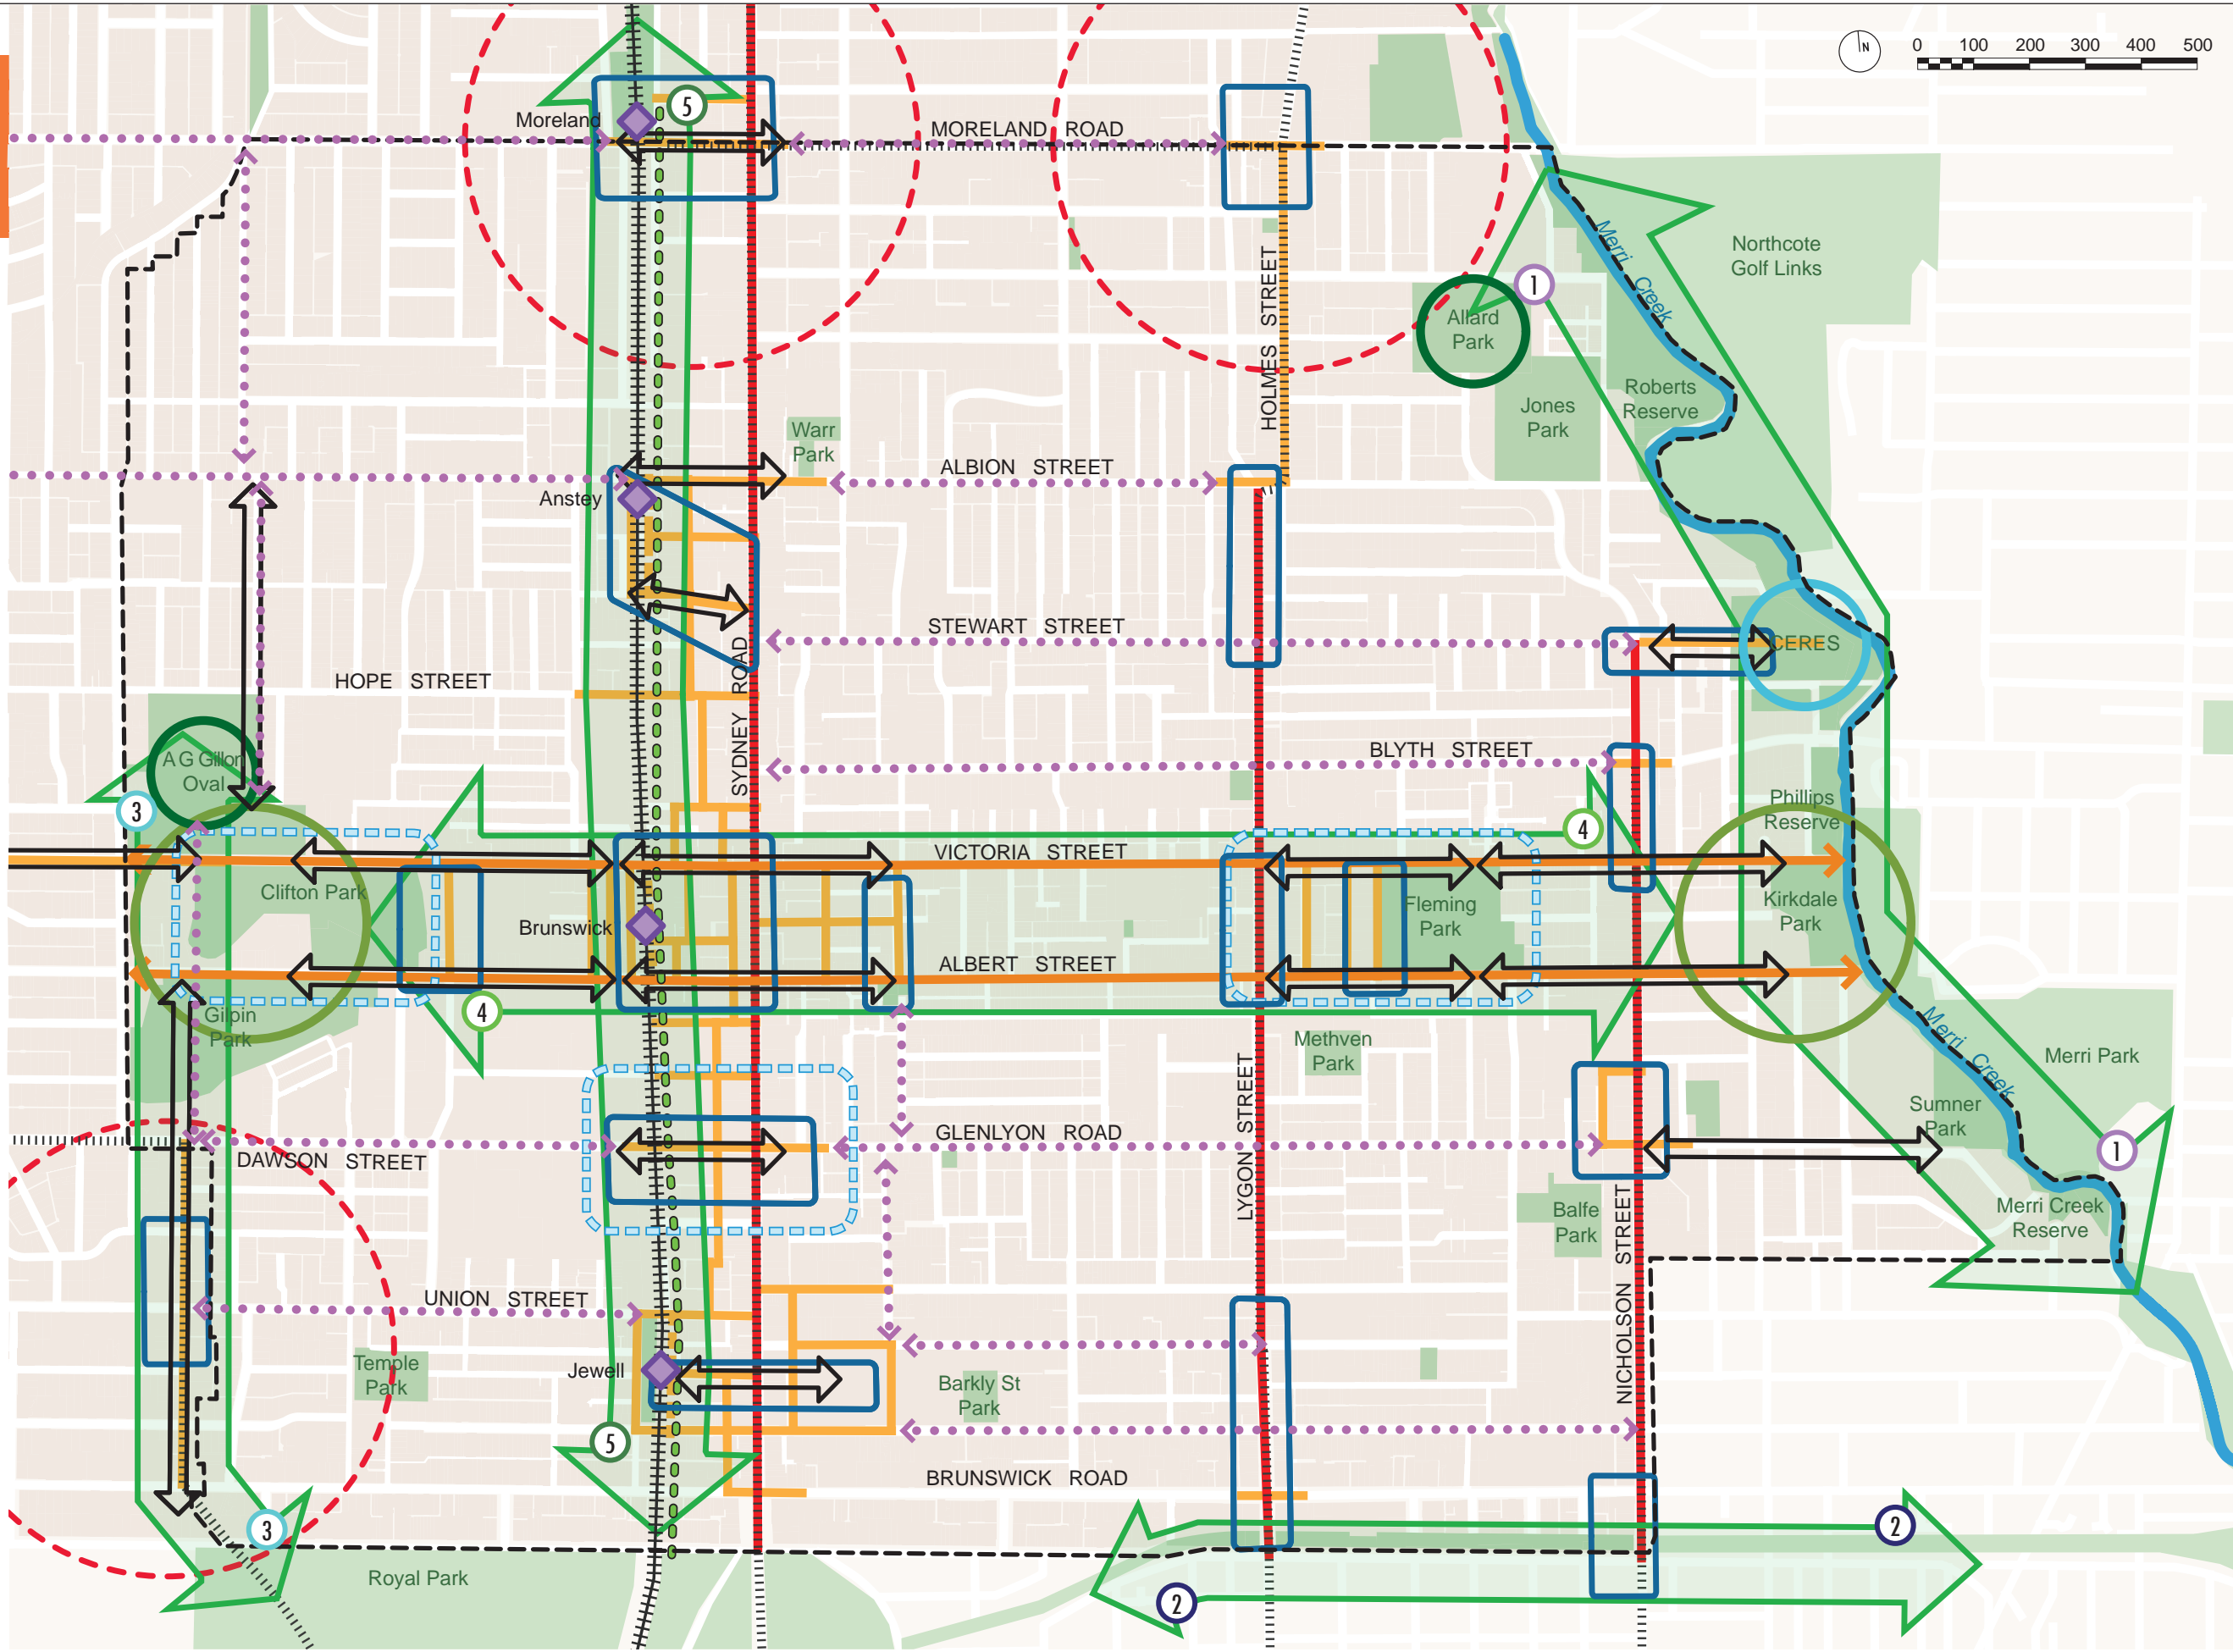 N
0 100 200 300 400 500
Moreland
5
MORELAND ROAD
Merri Creek
Northcote
Golf Links
1
Allard
Park
HOLMES STREET
Roberts
Reserve
Jones
Park
Warr
Park
ALBION STREET
Anstey
STEWART STREET
CERES
HOPE STREET
SYDNEY ROAD
BLYTH STREET
A G Gillon
Oval
3
Phillips
Reserve
4
VICTORIA STREET
Clifton Park
Fleming
Park
Kirkdale
Park
Brunswick
ALBERT STREET
4
Gilpin
Park
Methven
Park
Merri Creek
Merri Park
Sumner
Park
LYGON STREET
GLENLYON ROAD
1
DAWSON STREET
Balfe
Park
Merri Creek
Reserve
NICHOLSON STREET
UNION STREET
Temple
Park
Jewell
Barkly St
Park
5
BRUNSWICK ROAD
3
2
Royal Park
2